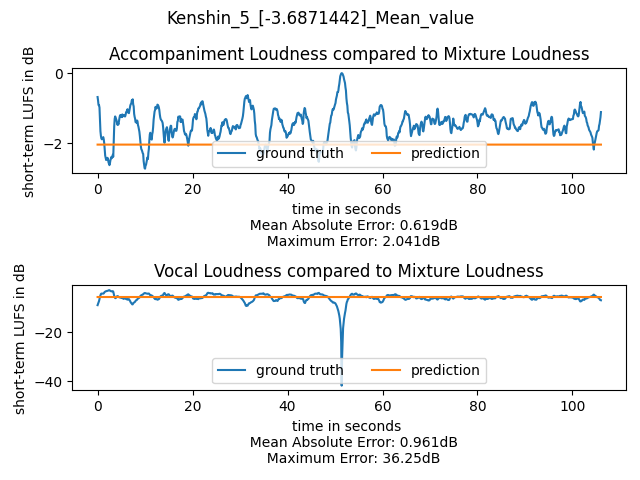 Kenshin_5_[-3.6871442]_Mean_value
Accompaniment Loudness compared to Mixture Loudness
short-term LUFS in dB
0
−2
ground truth
prediction
0
20
40
60
80
100
time in seconds
Mean Absolute Error: 0.619dB
Maximum Error: 2.041dB
Vocal Loudness compared to Mixture Loudness
short-term LUFS in dB
−20
−40
ground truth
prediction
0
20
40
60
80
100
time in seconds
Mean Absolute Error: 0.961dB
Maximum Error: 36.25dB